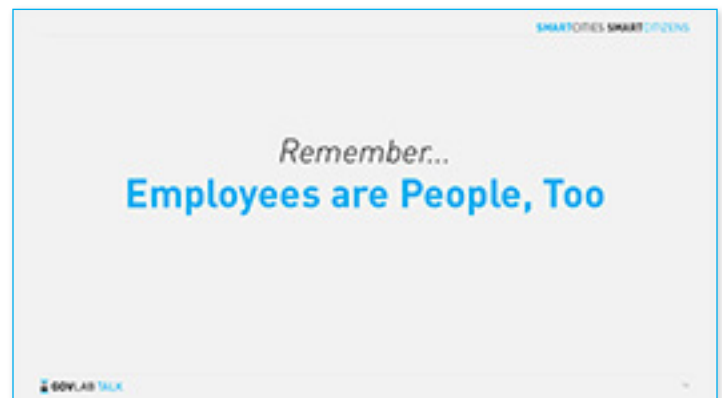 SMARTCITIES SMARTCITIZENS
Remember...
Employees are People, Too
GOVLAB TALK